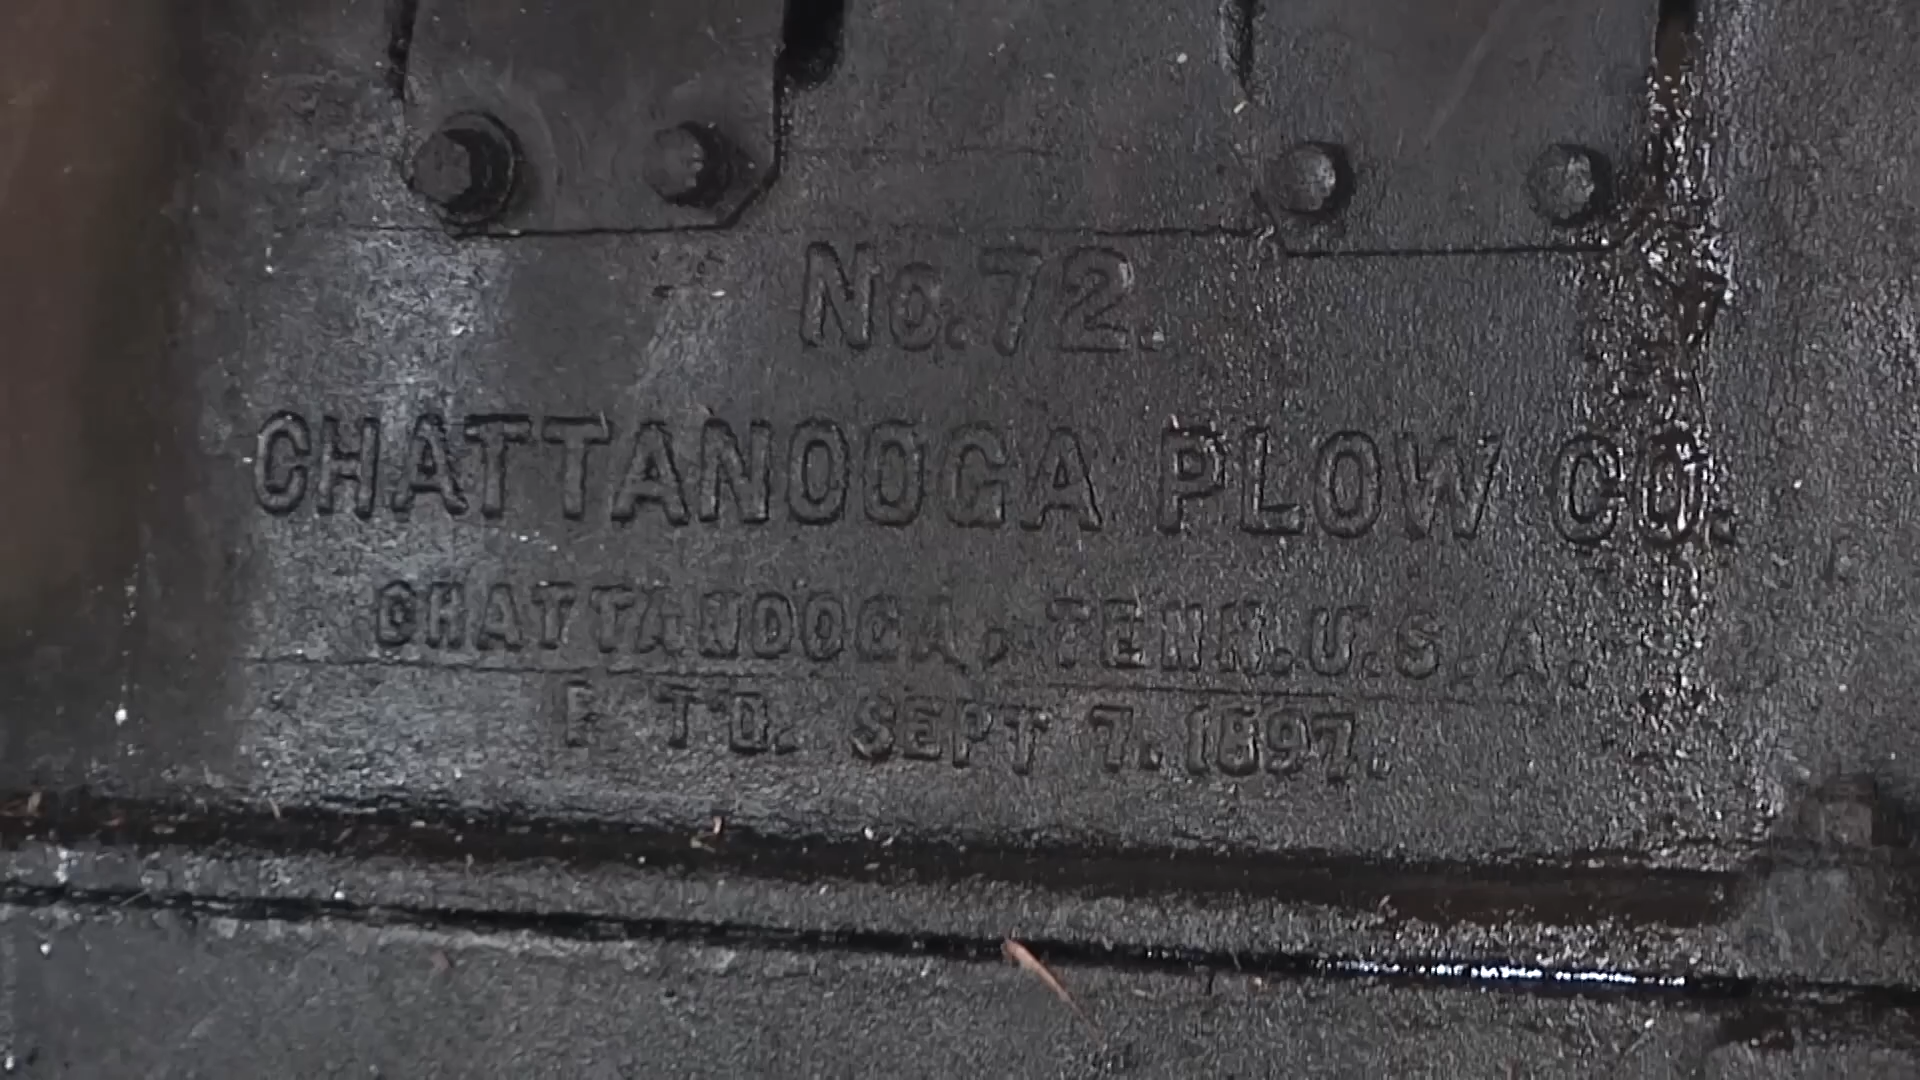 No.72.
CHATTANOOGA PLOW CO.
CHATTANOOGA, TENN.U.S.A.
P TD. SEPT 7.1897.